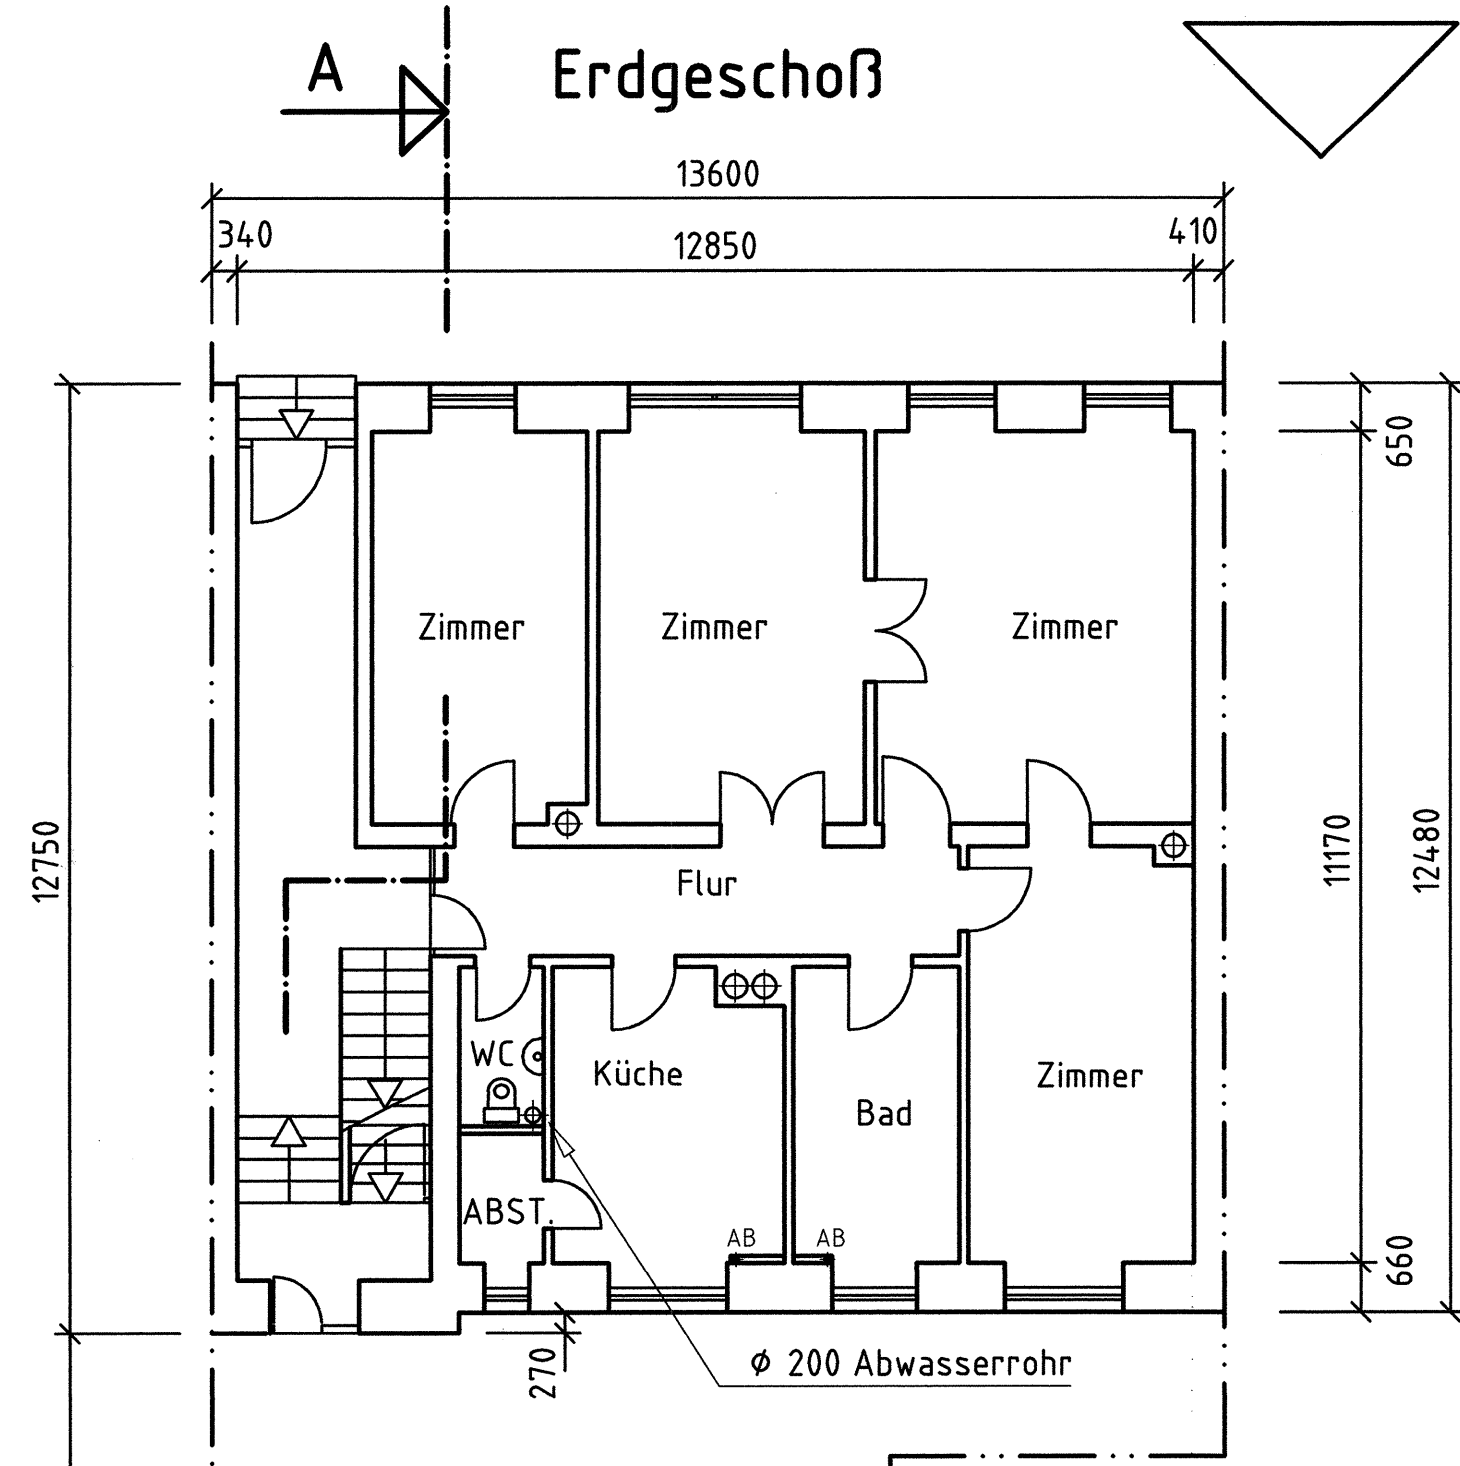 A
Erdgeschoß
13600
340
12850
410
650
Zimmer
Zimmer
Zimmer
12750
11170
12480
Flur
WC
Küche
Zimmer
Bad
ABST.
AB
AB
660
270
ϕ 200 Abwasserrohr